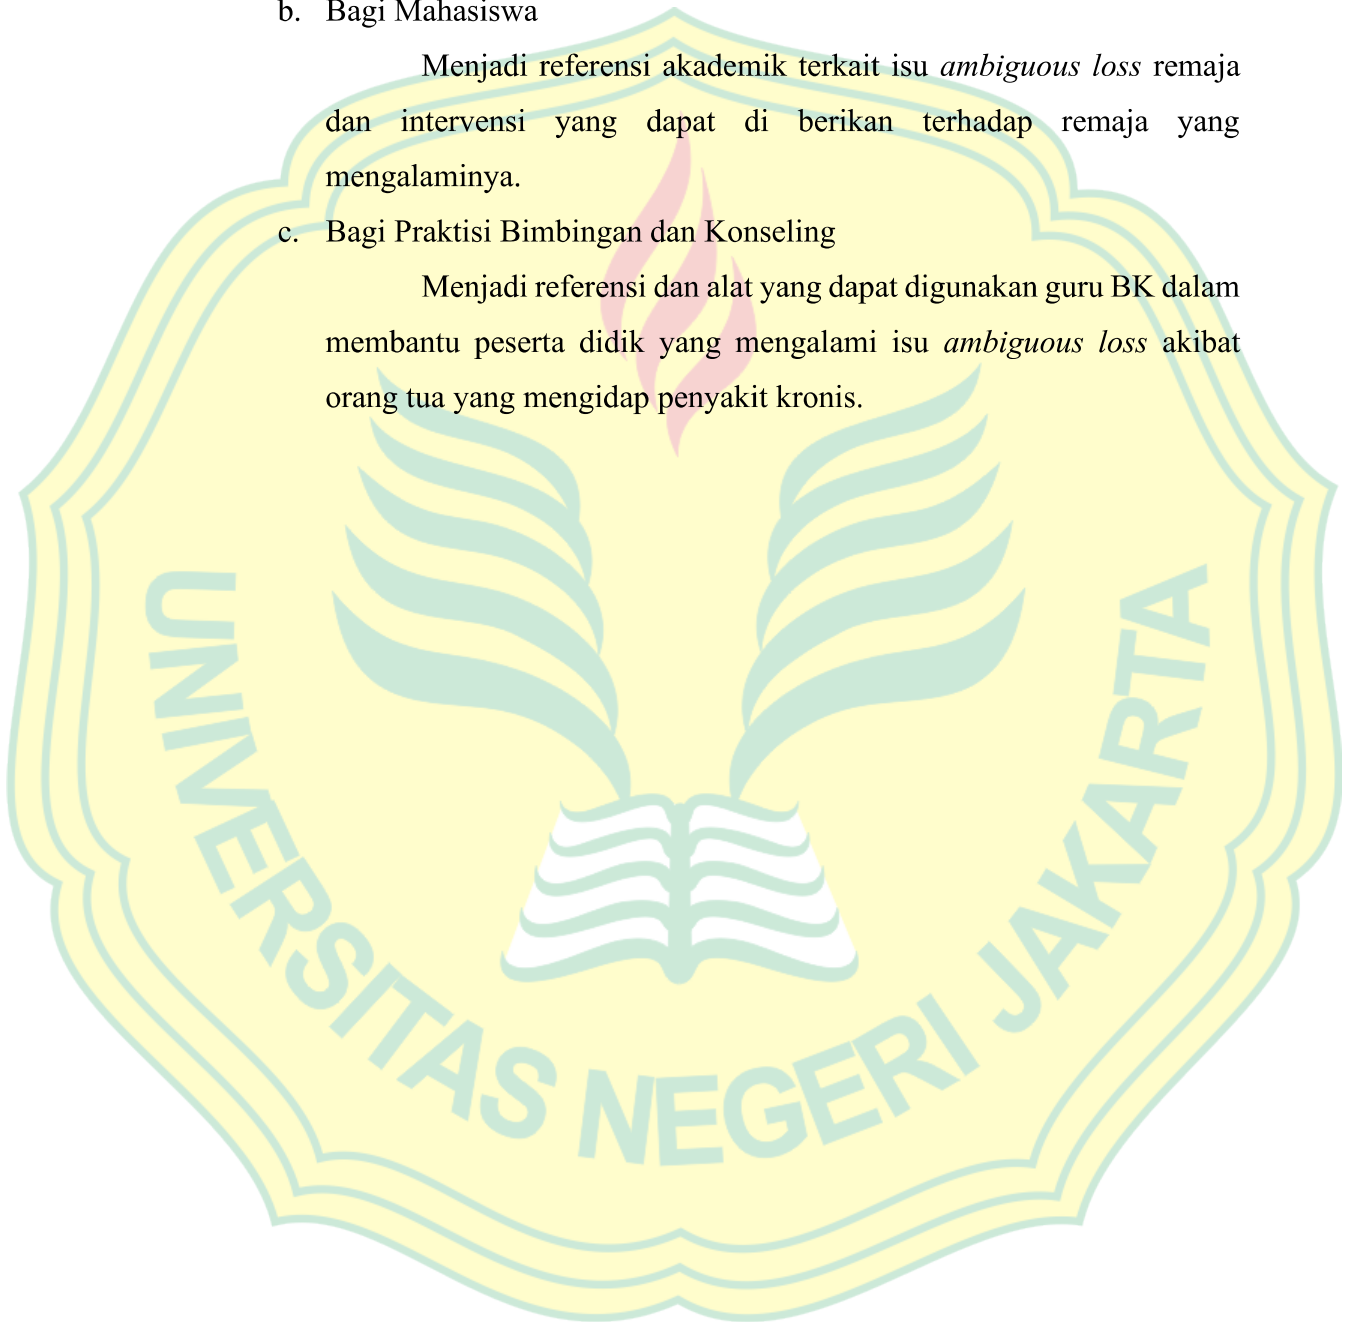 b. Bagi Mahasiswa
Menjadi referensi akademik terkait isu ambiguous loss remaja
dan intervensi yang dapat di berikan terhadap remaja yang
mengalaminya.
c. Bagi Praktisi Bimbingan dan Konseling
Menjadi referensi dan alat yang dapat digunakan guru BK dalam
membantu peserta didik yang mengalami isu ambiguous loss akibat
orang tua yang mengidap penyakit kronis.
UNIVERSITAS NEGERI JAKARTA